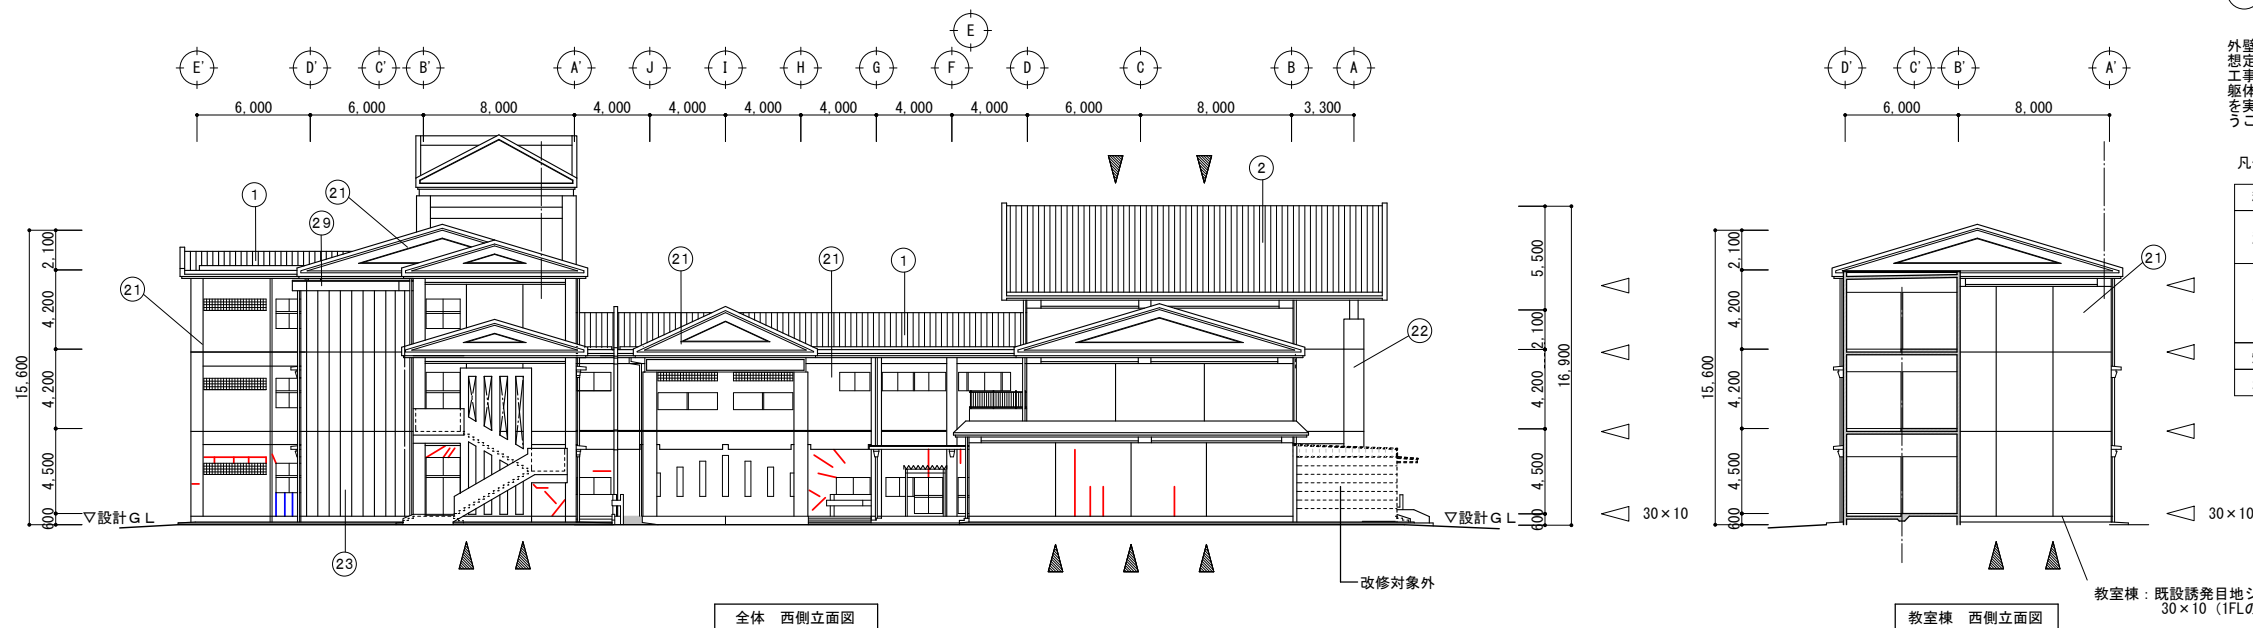 E
E' D' C' B' A' J I H G F D C B A
6,000 6,000 8,000 4,000 4,000 4,000 4,000 4,000 4,000 6,000 8,000 3,300
1
21
29
21
21
21
1
2
22
23
15,600
2,100
4,200
4,200
4,500
600
▽設計GL
5,500
2,100
4,200
4,500
600
16,900
▽設計GL
30×10
改修対象外
全体 西側立面図
D' C' B' A'
6,000 8,000
21
15,600
2,100
4,200
4,200
4,500
600
30×10
教室棟：既設誘発目地シ
30×10（1FLの
教室棟 西側立面図
外壁
想定
工事
躯体
を実
うこ
凡